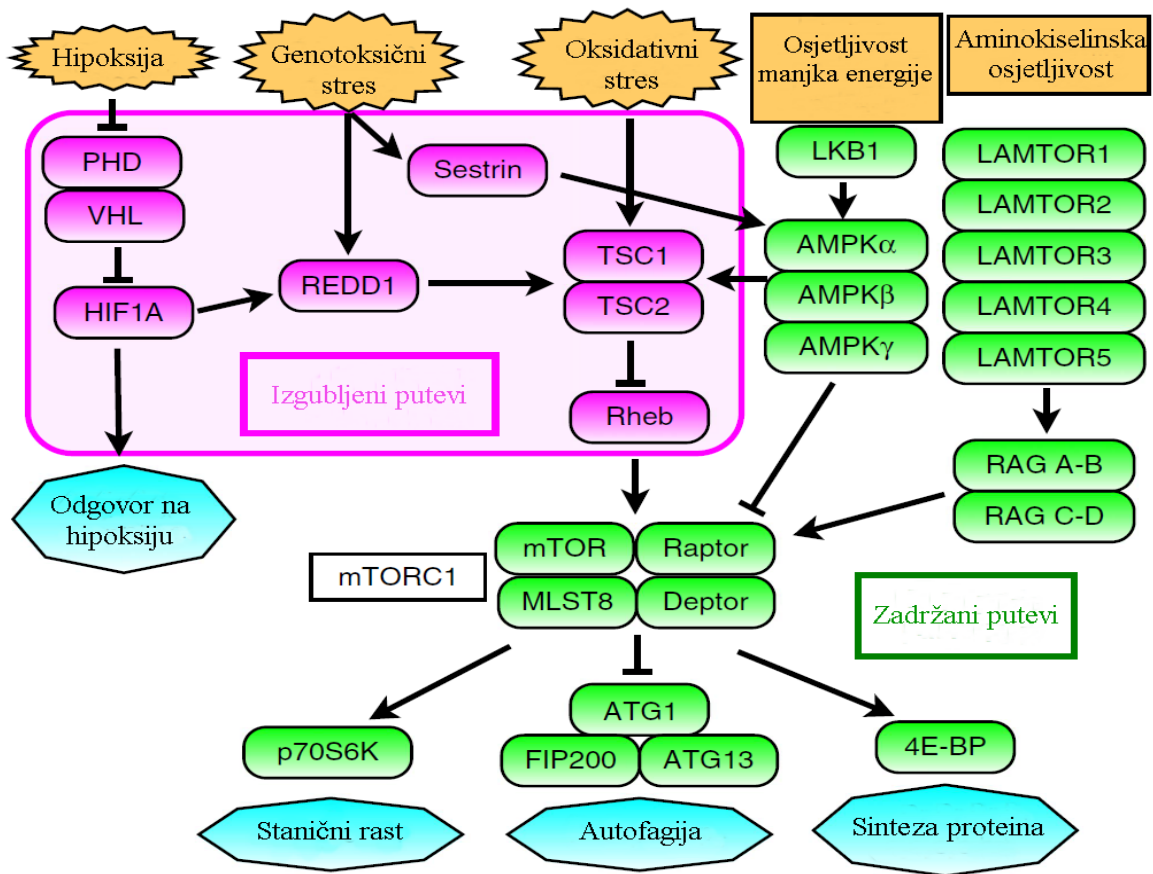 Hipoksija
Genotoksični
stres
Oksidativni
stres
Osjetljivost
manjka energije
Aminokiselinska
osjetljivost
PHD
VHL
HIF1A
Sestrin
REDD1
TSC1
TSC2
Rheb
LKB1
AMPKα
AMPKβ
AMPKγ
LAMTOR1
LAMTOR2
LAMTOR3
LAMTOR4
LAMTOR5
Izgubljeni putevi
Odgovor na
hipoksiju
RAG A-B
RAG C-D
mTORC1
mTOR
Raptor
MLST8
Deptor
Zadržani putevi
p70S6K
ATG1
FIP200
ATG13
4E-BP
Stanični rast
Autofagija
Sinteza proteina